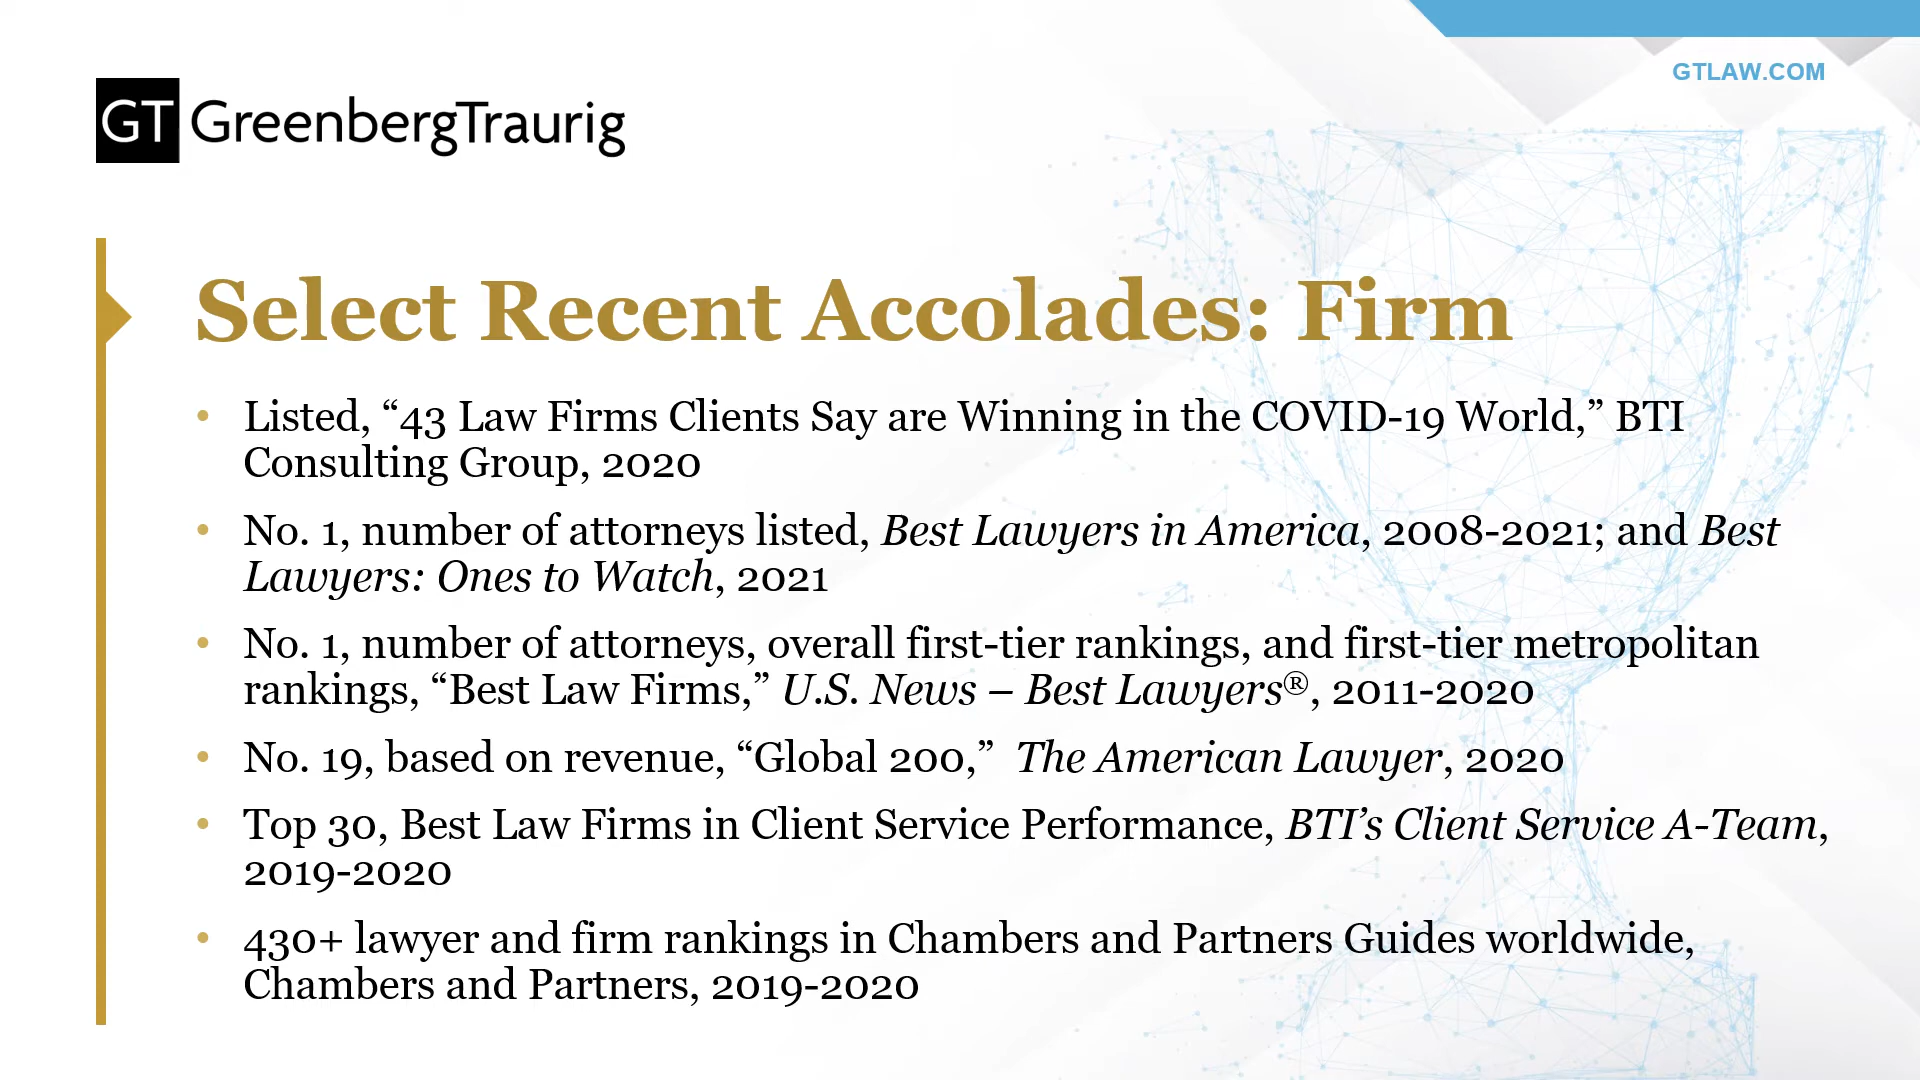 GTLAW.COM
GT GreenbergTraurig
Select Recent Accolades: Firm
• Listed, “43 Law Firms Clients Say are Winning in the COVID-19 World,” BTI
Consulting Group, 2020
• No. 1, number of attorneys listed, Best Lawyers in America, 2008-2021; and Best
Lawyers: Ones to Watch, 2021
• No. 1, number of attorneys, overall first-tier rankings, and first-tier metropolitan
rankings, “Best Law Firms,” U.S. News – Best Lawyers®, 2011-2020
• No. 19, based on revenue, “Global 200,”  The American Lawyer, 2020
• Top 30, Best Law Firms in Client Service Performance, BTI’s Client Service A-Team,
2019-2020
• 430+ lawyer and firm rankings in Chambers and Partners Guides worldwide,
Chambers and Partners, 2019-2020